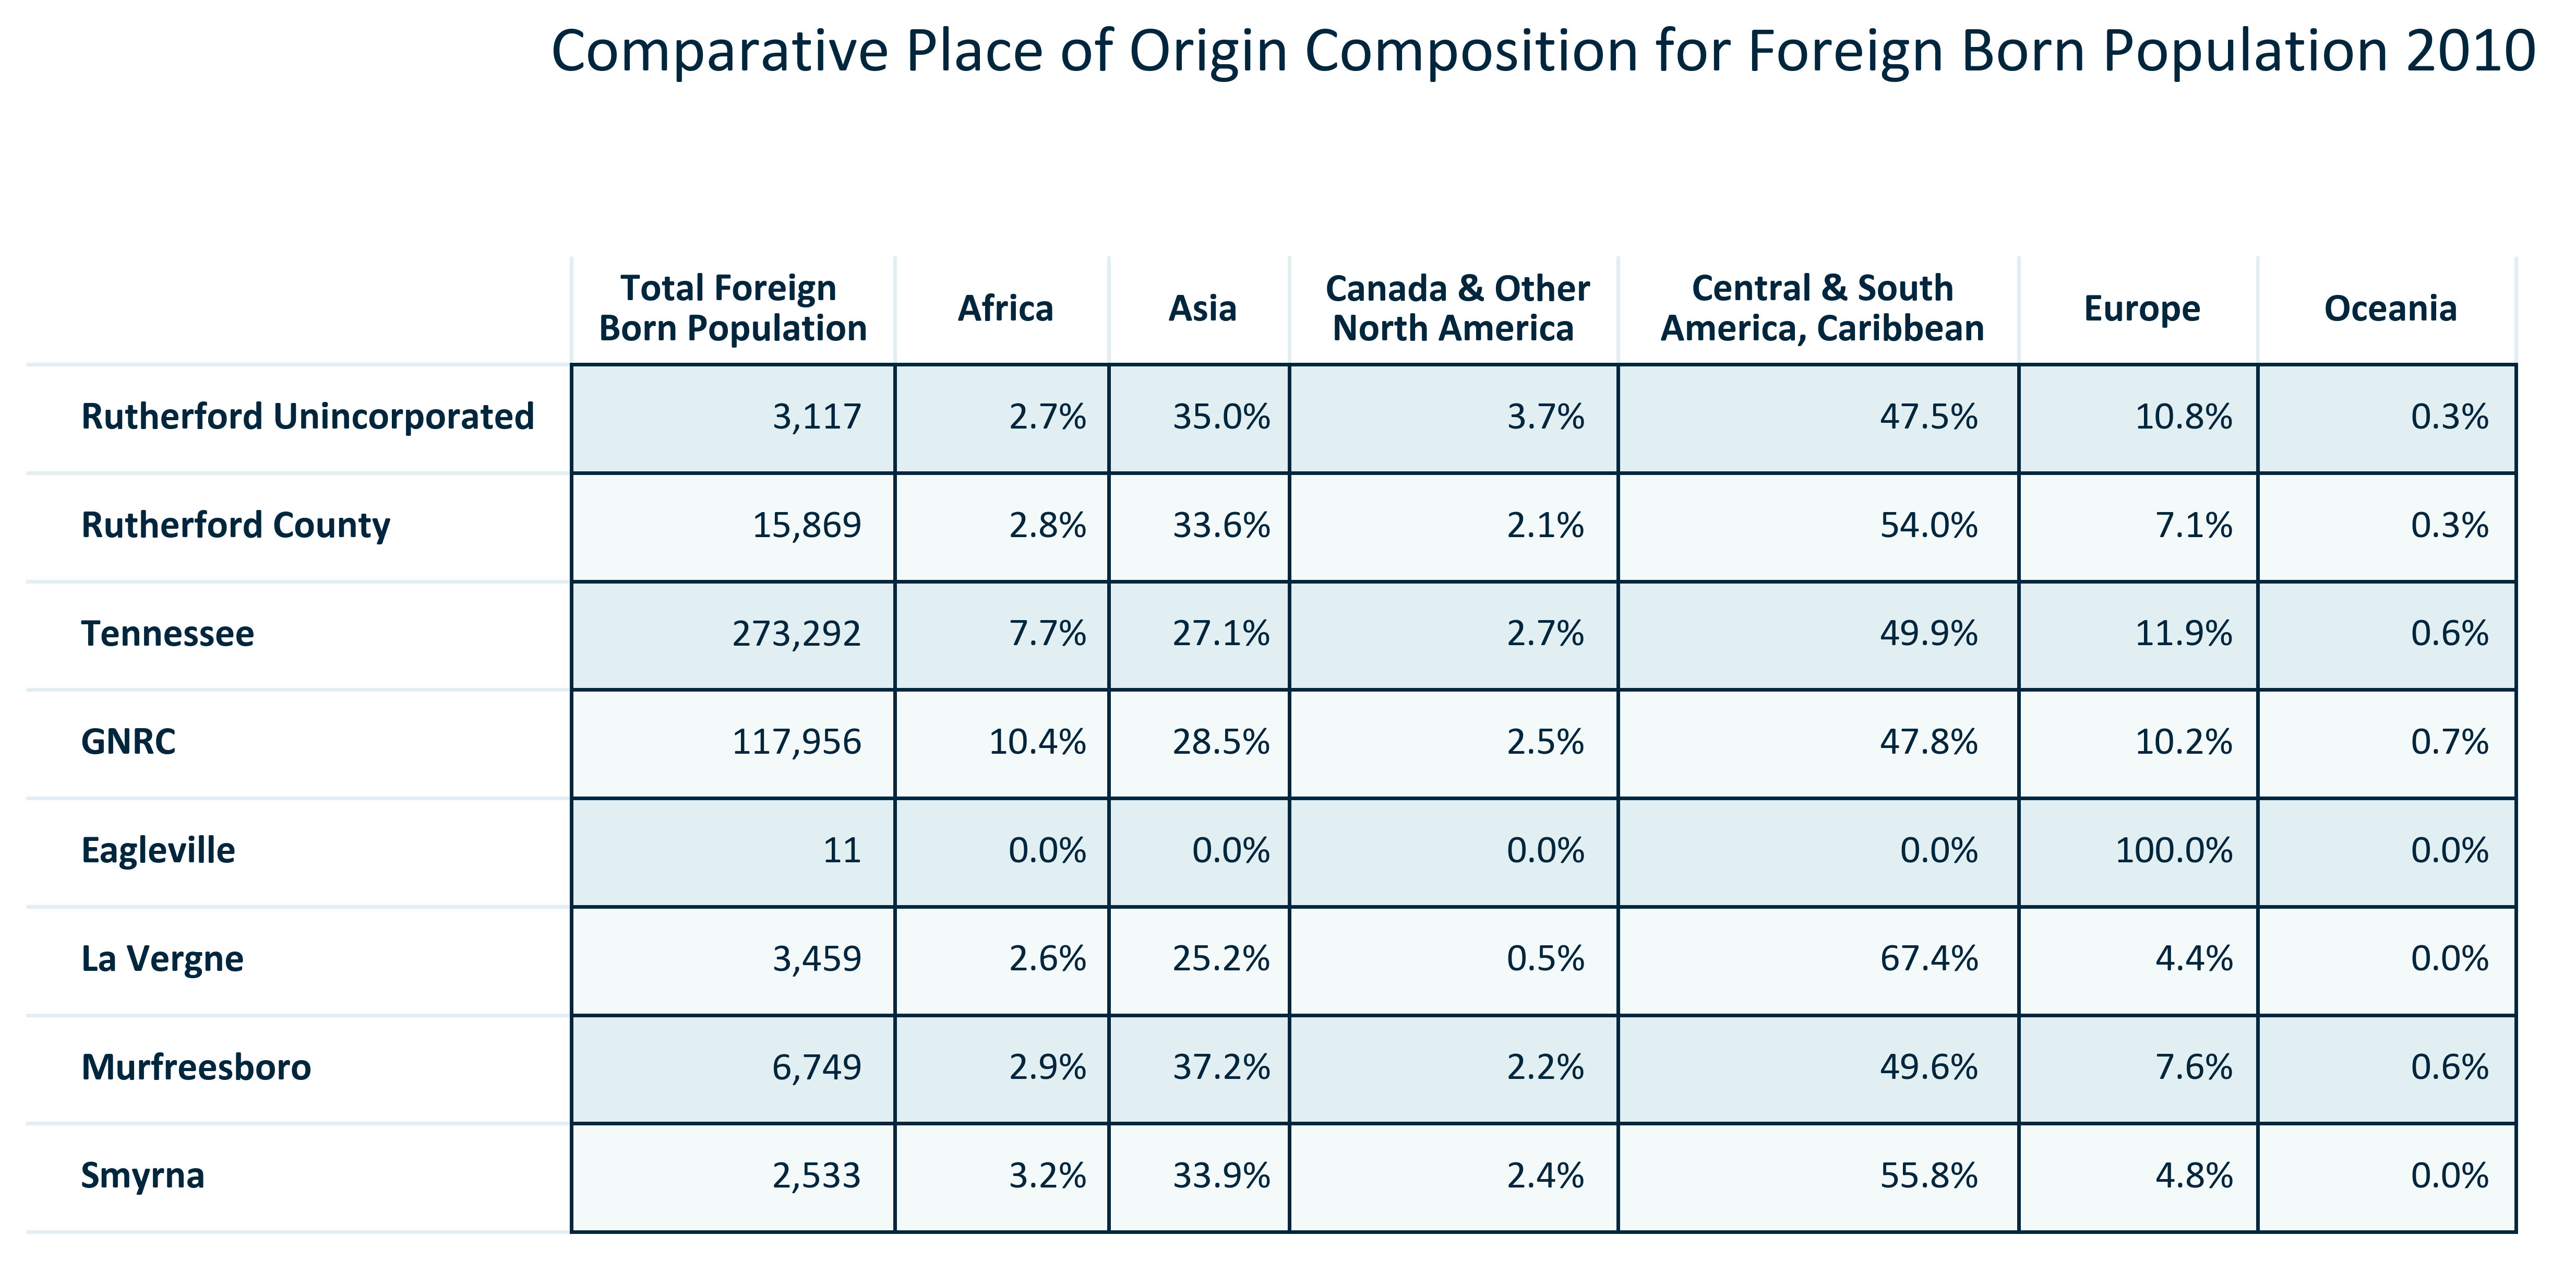 Comparative Place of Origin Composition for Foreign Born Population 2010
Total Foreign Born Population Africa Asia Canada & Other North America Central & South America, Caribbean Europe Oceania
Rutherford Unincorporated 3,117 2.7% 35.0% 3.7% 47.5% 10.8% 0.3%
Rutherford County 15,869 2.8% 33.6% 2.1% 54.0% 7.1% 0.3%
Tennessee 273,292 7.7% 27.1% 2.7% 49.9% 11.9% 0.6%
GNRC 117,956 10.4% 28.5% 2.5% 47.8% 10.2% 0.7%
Eagleville 11 0.0% 0.0% 0.0% 0.0% 100.0% 0.0%
La Vergne 3,459 2.6% 25.2% 0.5% 67.4% 4.4% 0.0%
Murfreesboro 6,749 2.9% 37.2% 2.2% 49.6% 7.6% 0.6%
Smyrna 2,533 3.2% 33.9% 2.4% 55.8% 4.8% 0.0%